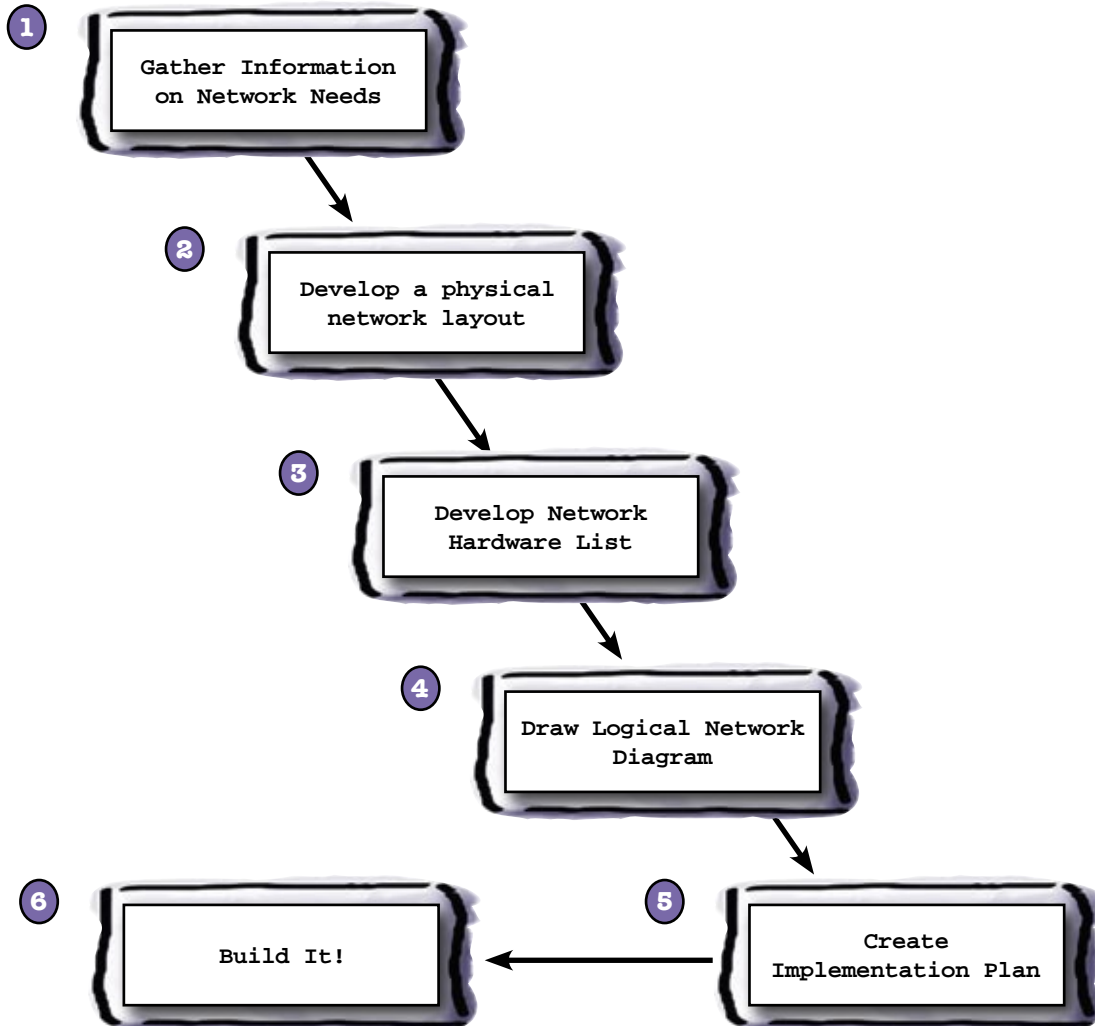 1
Gather Information
on Network Needs
2
Develop a physical
network layout
3
Develop Network
Hardware List
4
Draw Logical Network
Diagram
5
Create
Implementation Plan
6
Build It!